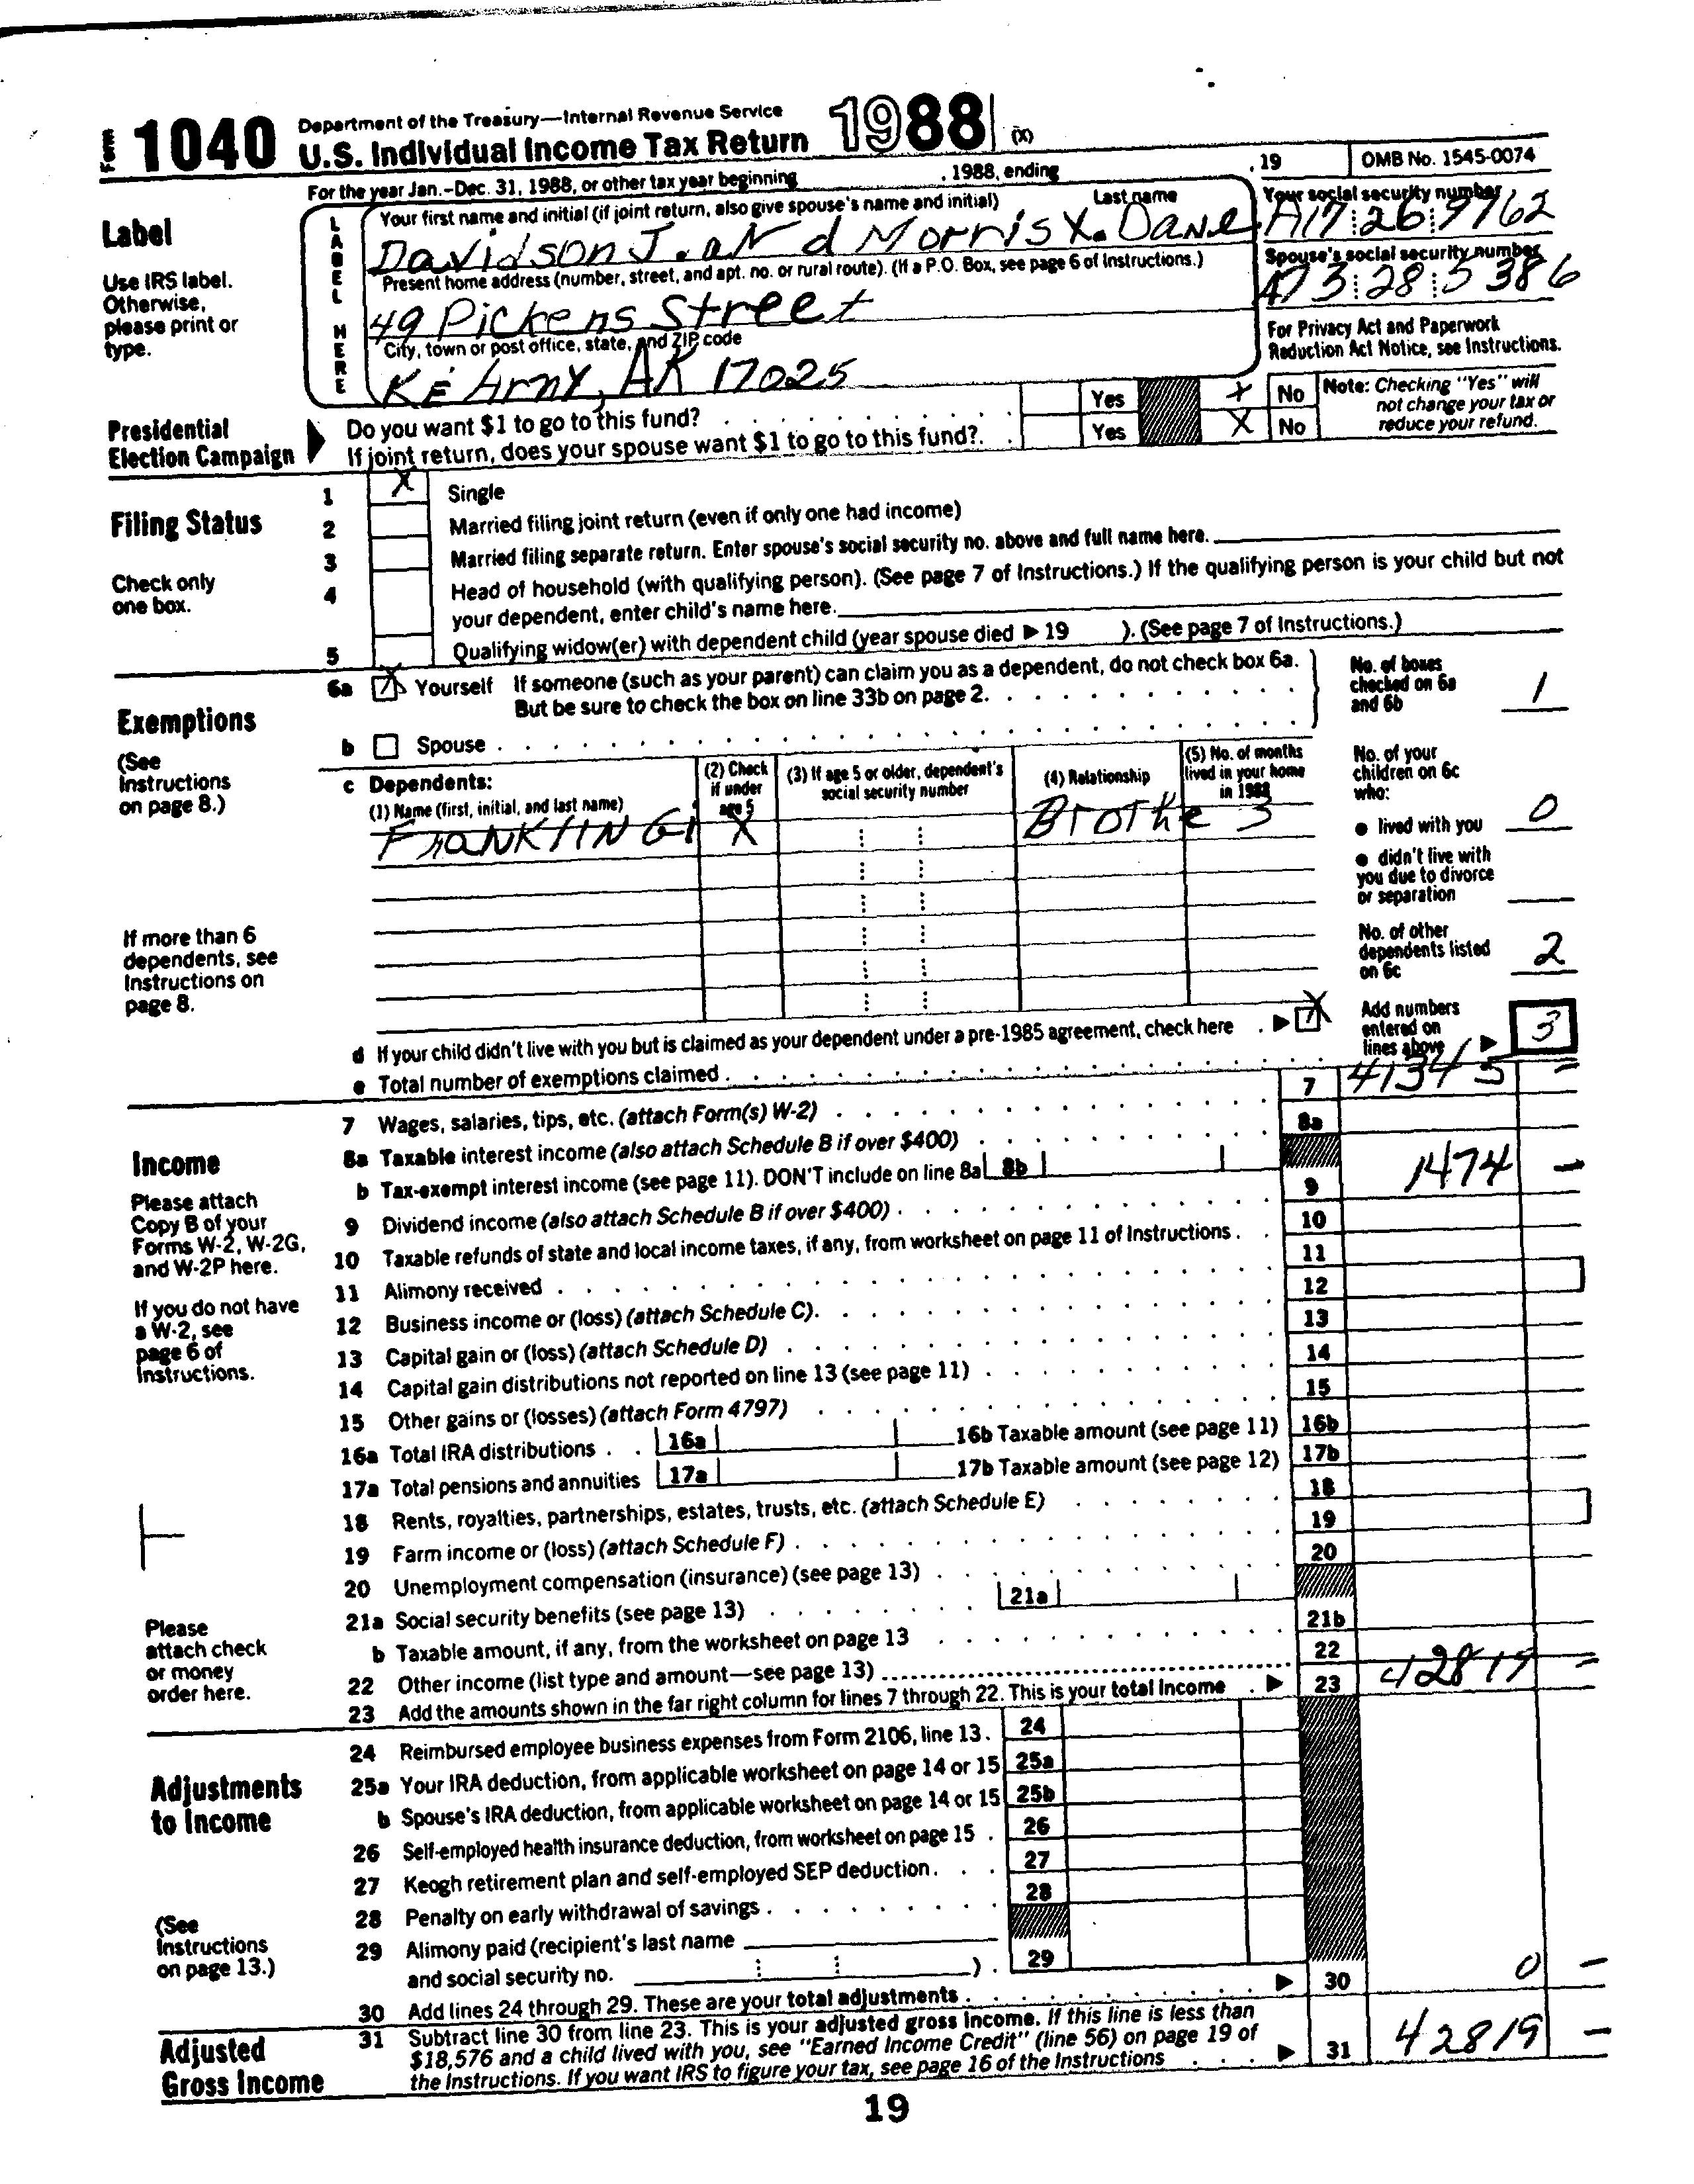 Form 1040 Department of the Treasury—Internal Revenue Service
U.S. Individual Income Tax Return 1988 (X)
For the year Jan.–Dec. 31, 1988, or other tax year beginning , 1988, ending , 19 OMB No. 1545-0074
Label
Use IRS label.
Otherwise,
please print or
type.
LABEL HERE
Your first name and initial (if joint return, also give spouse's name and initial) Last name
Davidson J. and Morris X. Dane
Your social security number
A17 26 9762
Present home address (number, street, and apt. no. or rural route). (If a P.O. Box, see page 6 of Instructions.)
49 Pickens Street
Spouse's social security number
A73 28 5386
City, town or post office, state, and ZIP code
KEArny, AK 17025
For Privacy Act and Paperwork
Reduction Act Notice, see Instructions.
Presidential
Election Campaign
Do you want $1 to go to this fund? Yes X No
If joint return, does your spouse want $1 to go to this fund?. Yes X No
Note: Checking "Yes" will
not change your tax or
reduce your refund.
Filing Status
Check only
one box.
1 X Single
2 Married filing joint return (even if only one had income)
3 Married filing separate return. Enter spouse's social security no. above and full name here.
4 Head of household (with qualifying person). (See page 7 of Instructions.) If the qualifying person is your child but not
your dependent, enter child's name here.
5 Qualifying widow(er) with dependent child (year spouse died ▶ 19 ). (See page 7 of Instructions.)
Exemptions
(See
Instructions
on page 8.)
6a X Yourself If someone (such as your parent) can claim you as a dependent, do not check box 6a.
But be sure to check the box on line 33b on page 2.
b Spouse
No. of boxes
checked on 6a
and 6b 1
c Dependents:
(1) Name (first, initial, and last name)
(2) Check
if under
age 5
(3) If age 5 or older, dependent's
social security number
(4) Relationship
(5) No. of months
lived in your home
in 1988
FRANKlIN G X Brothe 3
No. of your
children on 6c
who:
● lived with you 0
● didn't live with
you due to divorce
or separation
No. of other
dependents listed
on 6c 2
If more than 6
dependents, see
Instructions on
page 8.
d If your child didn't live with you but is claimed as your dependent under a pre-1985 agreement, check here ▶ X
e Total number of exemptions claimed
Add numbers
entered on
lines above ▶ 3
Income
Please attach
Copy B of your
Forms W-2, W-2G,
and W-2P here.
If you do not have
a W-2, see
page 6 of
Instructions.
Please
attach check
or money
order here.
7 Wages, salaries, tips, etc. (attach Form(s) W-2) 7 41345 –
8a Taxable interest income (also attach Schedule B if over $400) 8a
b Tax-exempt interest income (see page 11). DON'T include on line 8a 8b
9 Dividend income (also attach Schedule B if over $400) 9 1474 –
10 Taxable refunds of state and local income taxes, if any, from worksheet on page 11 of Instructions 10
11 Alimony received 11
12 Business income or (loss) (attach Schedule C). 12
13 Capital gain or (loss) (attach Schedule D) 13
14 Capital gain distributions not reported on line 13 (see page 11) 14
15 Other gains or (losses) (attach Form 4797) 15
16a Total IRA distributions 16a 16b Taxable amount (see page 11) 16b
17a Total pensions and annuities 17a 17b Taxable amount (see page 12) 17b
18 Rents, royalties, partnerships, estates, trusts, etc. (attach Schedule E) 18
19 Farm income or (loss) (attach Schedule F) 19
20 Unemployment compensation (insurance) (see page 13) 20
21a Social security benefits (see page 13) 21a
b Taxable amount, if any, from the worksheet on page 13 21b
22 Other income (list type and amount—see page 13) 22
23 Add the amounts shown in the far right column for lines 7 through 22. This is your total income ▶ 23 42819 –
Adjustments
to Income
(See
Instructions
on page 13.)
24 Reimbursed employee business expenses from Form 2106, line 13. 24
25a Your IRA deduction, from applicable worksheet on page 14 or 15 25a
b Spouse's IRA deduction, from applicable worksheet on page 14 or 15 25b
26 Self-employed health insurance deduction, from worksheet on page 15 26
27 Keogh retirement plan and self-employed SEP deduction 27
28 Penalty on early withdrawal of savings 28
29 Alimony paid (recipient's last name
and social security no. ). 29
30 Add lines 24 through 29. These are your total adjustments ▶ 30 0 –
Adjusted
Gross Income
31 Subtract line 30 from line 23. This is your adjusted gross income. If this line is less than
$18,576 and a child lived with you, see "Earned Income Credit" (line 56) on page 19 of
the Instructions. If you want IRS to figure your tax, see page 16 of the Instructions ▶ 31 42819 –
19